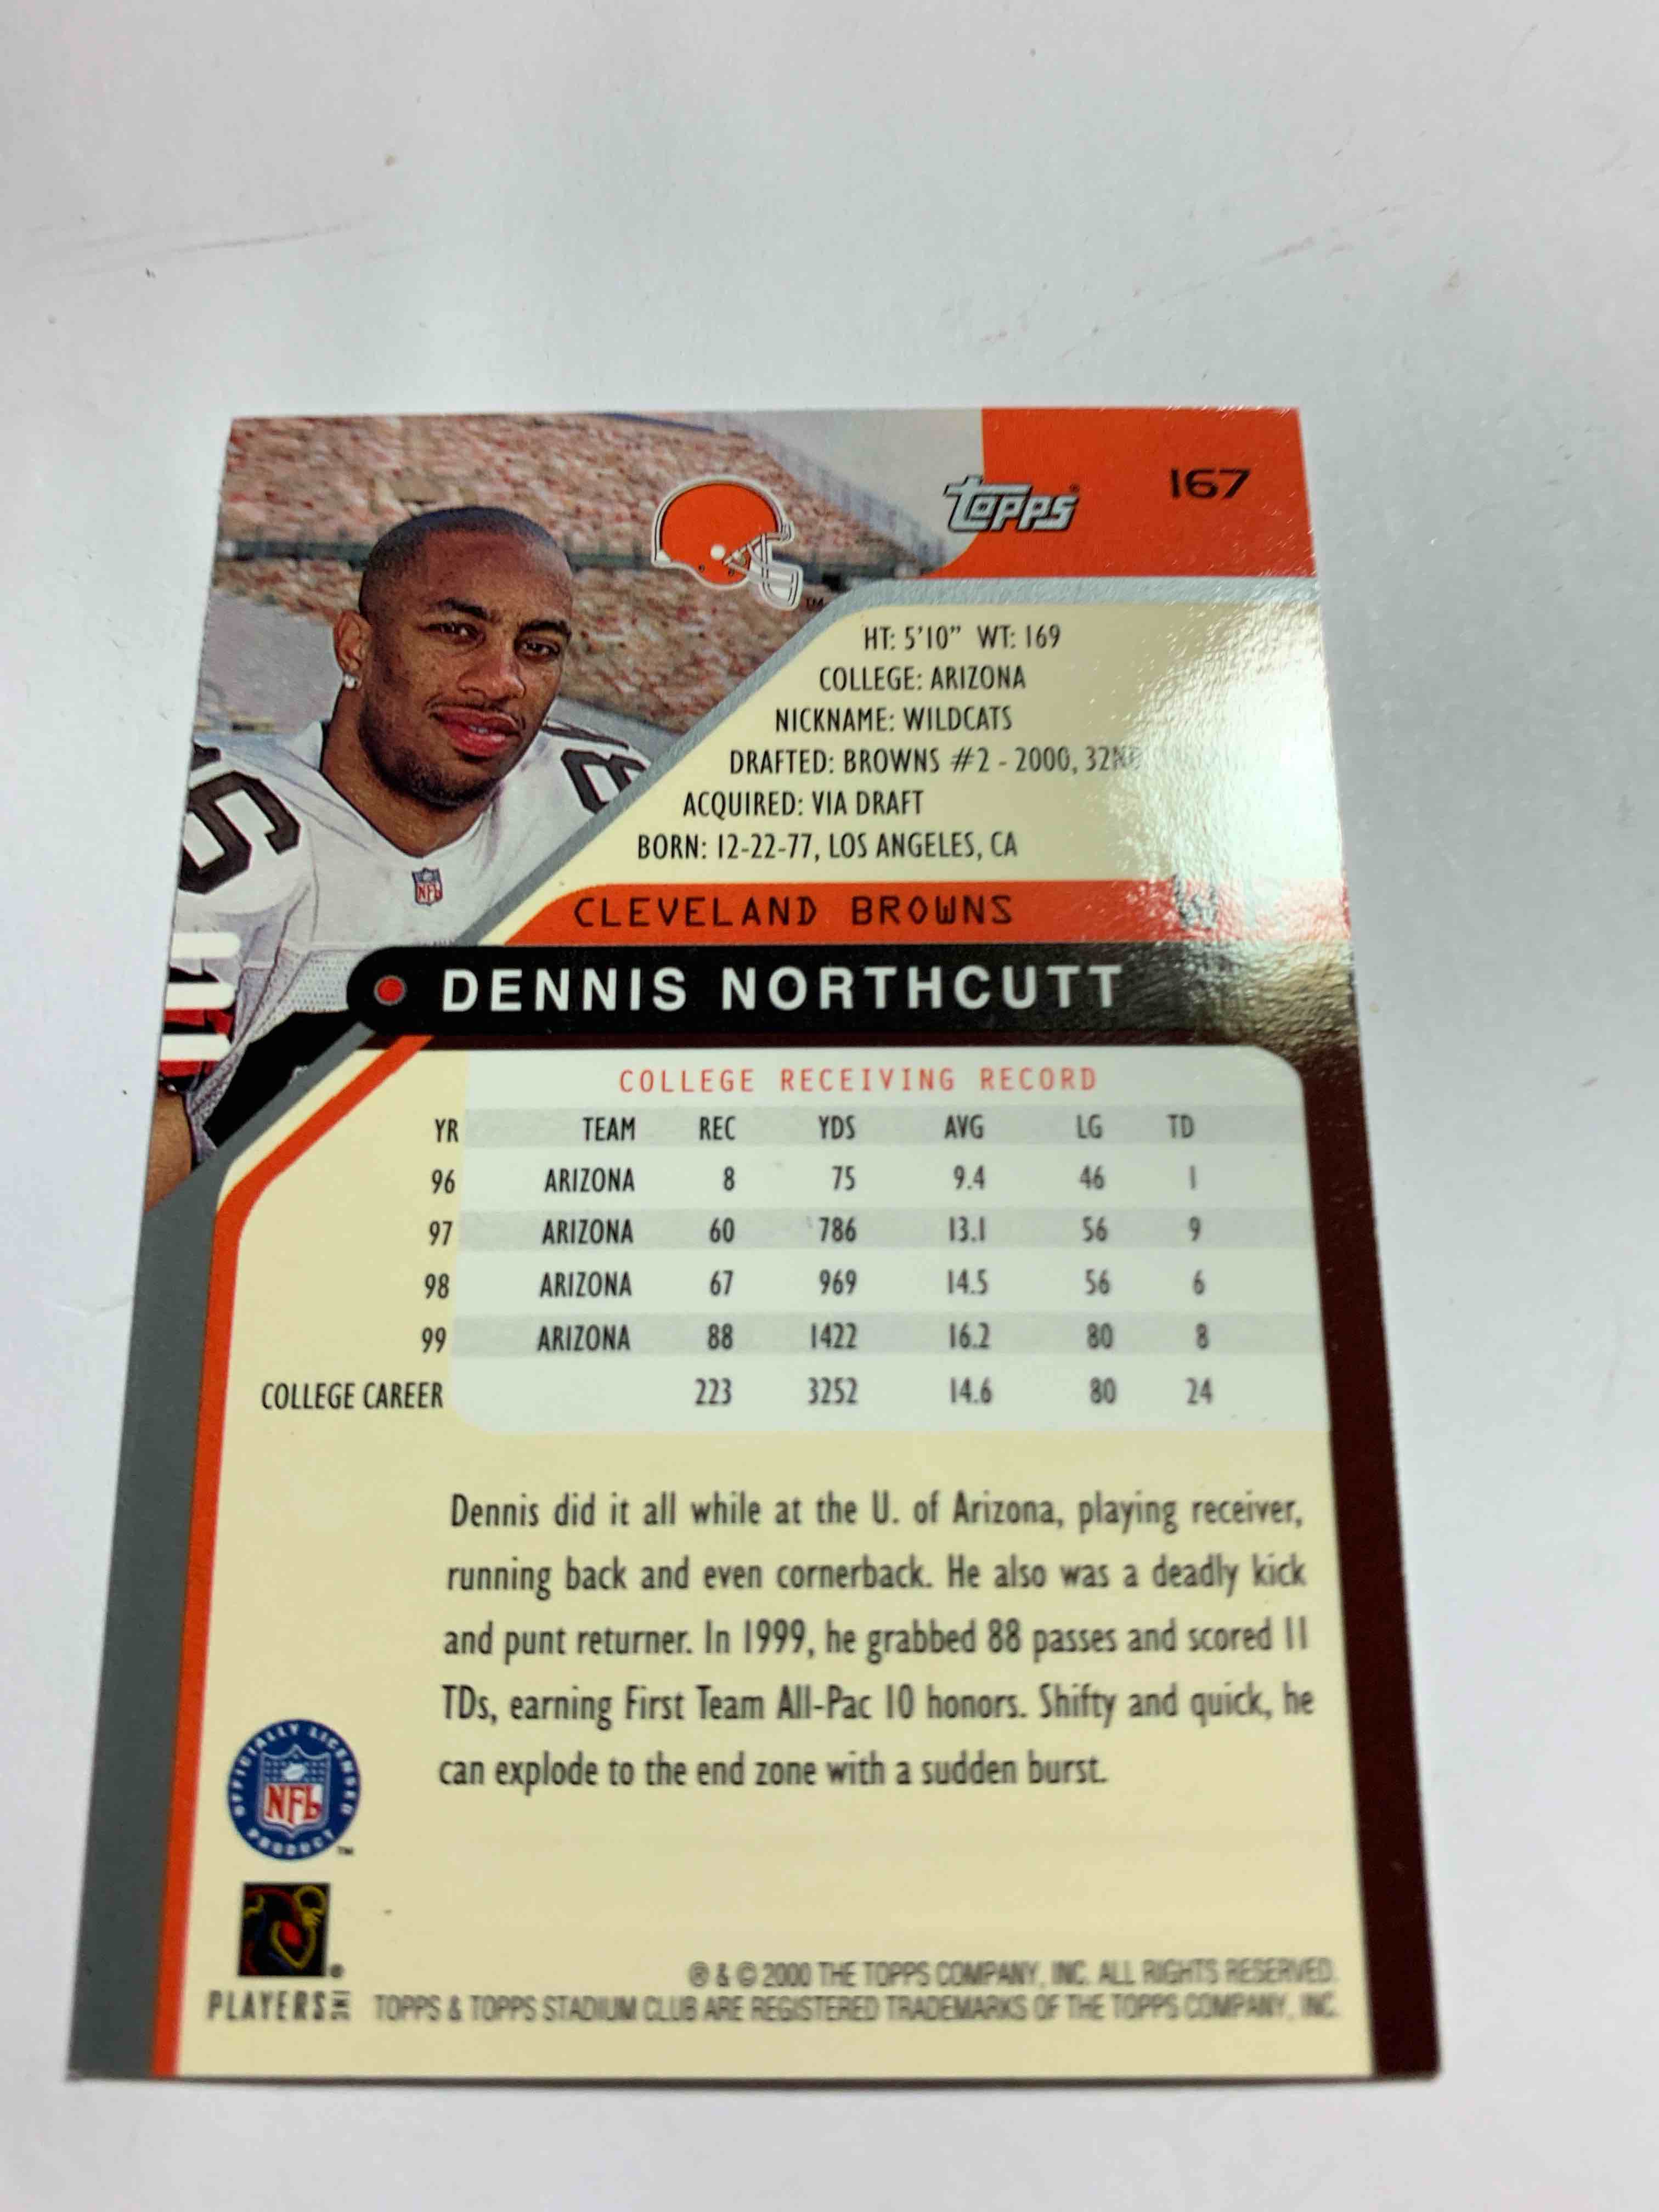 TOPPS
167
TM
HT: 5'10" WT: 169
COLLEGE: ARIZONA
NICKNAME: WILDCATS
DRAFTED: BROWNS #2 - 2000, 32ND
ACQUIRED: VIA DRAFT
BORN: 12-22-77, LOS ANGELES, CA
CLEVELAND BROWNS
DENNIS NORTHCUTT
COLLEGE RECEIVING RECORD
YR TEAM REC YDS AVG LG TD
96 ARIZONA 8 75 9.4 46 1
97 ARIZONA 60 786 13.1 56 9
98 ARIZONA 67 969 14.5 56 6
99 ARIZONA 88 1422 16.2 80 8
COLLEGE CAREER 223 3252 14.6 80 24
Dennis did it all while at the U. of Arizona, playing receiver,
running back and even cornerback. He also was a deadly kick
and punt returner. In 1999, he grabbed 88 passes and scored 11
TDs, earning First Team All-Pac 10 honors. Shifty and quick, he
can explode to the end zone with a sudden burst.
OFFICIALLY LICENSED
NFL
PRODUCT
PLAYERS INC
® & © 2000 THE TOPPS COMPANY, INC. ALL RIGHTS RESERVED.
TOPPS & TOPPS STADIUM CLUB ARE REGISTERED TRADEMARKS OF THE TOPPS COMPANY, INC.